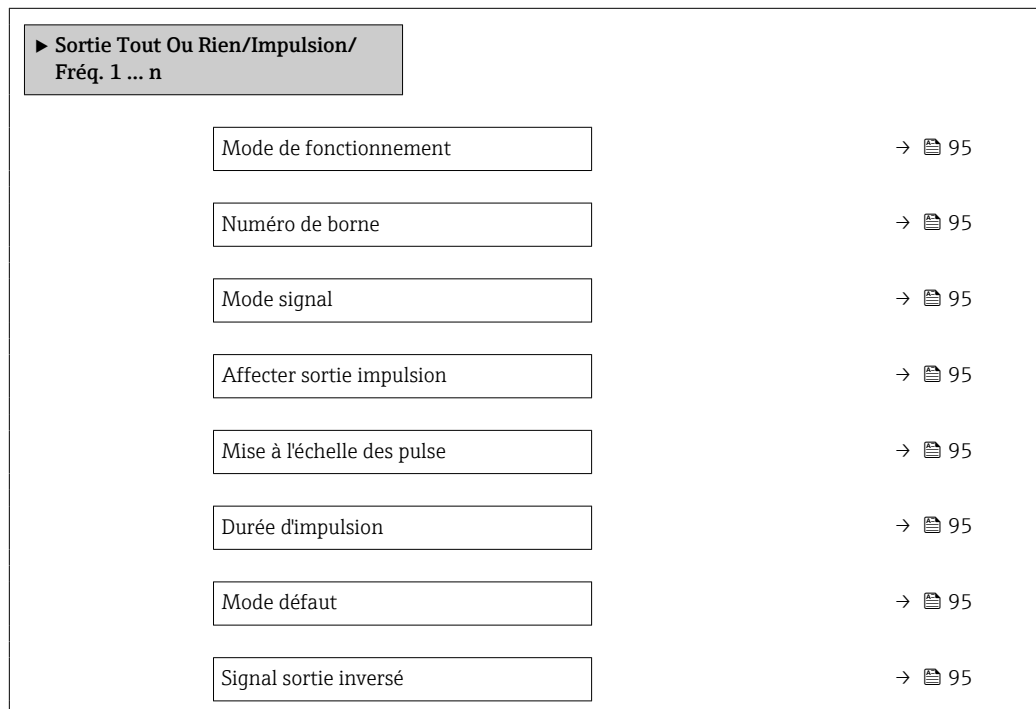 ► Sortie Tout Ou Rien/Impulsion/
Fréq. 1 ... n
Mode de fonctionnement → 95
Numéro de borne → 95
Mode signal → 95
Affecter sortie impulsion → 95
Mise à l'échelle des pulse → 95
Durée d'impulsion → 95
Mode défaut → 95
Signal sortie inversé → 95